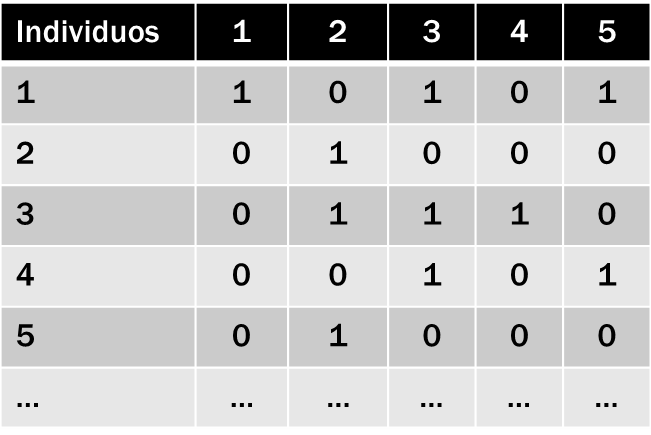 Individuos 1 2 3 4 5
1 1 0 1 0 1
2 0 1 0 0 0
3 0 1 1 1 0
4 0 0 1 0 1
5 0 1 0 0 0
... ... ... ... ... ...